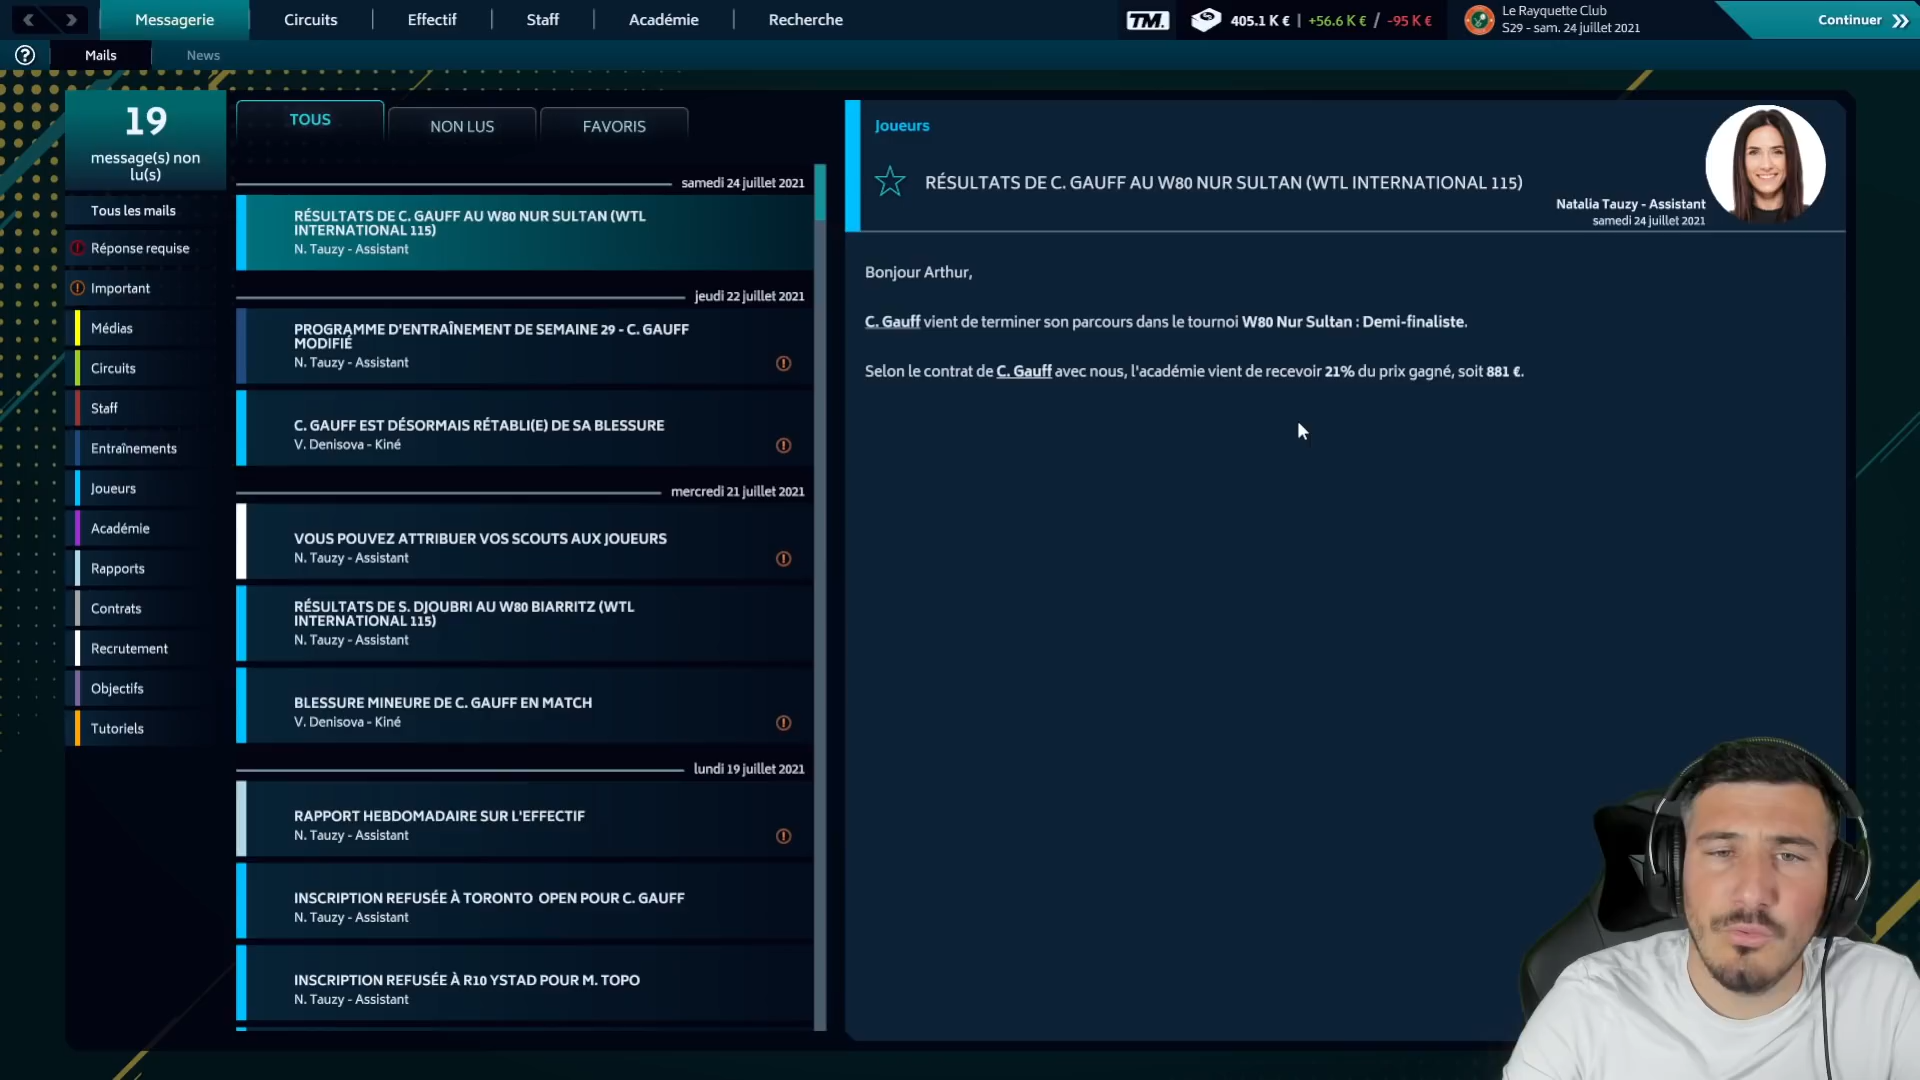 Messagerie
Circuits
Effectif
Staff
Académie
Recherche
TM.
405.1 K € | +56.6 K € / -95 K €
Le Rayquette Club
S29 - sam. 24 juillet 2021
Continuer
?
Mails
News
19
message(s) non
lu(s)
Tous les mails
Réponse requise
Important
Médias
Circuits
Staff
Entraînements
Joueurs
Académie
Rapports
Contrats
Recrutement
Objectifs
Tutoriels
TOUS
NON LUS
FAVORIS
samedi 24 juillet 2021
RÉSULTATS DE C. GAUFF AU W80 NUR SULTAN (WTL
INTERNATIONAL 115)
N. Tauzy - Assistant
jeudi 22 juillet 2021
PROGRAMME D'ENTRAÎNEMENT DE SEMAINE 29 - C. GAUFF
MODIFIÉ
N. Tauzy - Assistant
C. GAUFF EST DÉSORMAIS RÉTABLI(E) DE SA BLESSURE
V. Denisova - Kiné
mercredi 21 juillet 2021
VOUS POUVEZ ATTRIBUER VOS SCOUTS AUX JOUEURS
N. Tauzy - Assistant
RÉSULTATS DE S. DJOUBRI AU W80 BIARRITZ (WTL
INTERNATIONAL 115)
N. Tauzy - Assistant
BLESSURE MINEURE DE C. GAUFF EN MATCH
V. Denisova - Kiné
lundi 19 juillet 2021
RAPPORT HEBDOMADAIRE SUR L'EFFECTIF
N. Tauzy - Assistant
INSCRIPTION REFUSÉE À TORONTO OPEN POUR C. GAUFF
N. Tauzy - Assistant
INSCRIPTION REFUSÉE À R10 YSTAD POUR M. TOPO
N. Tauzy - Assistant
Joueurs
RÉSULTATS DE C. GAUFF AU W80 NUR SULTAN (WTL INTERNATIONAL 115)
Natalia Tauzy - Assistant
samedi 24 juillet 2021
Bonjour Arthur,
C. Gauff vient de terminer son parcours dans le tournoi W80 Nur Sultan : Demi-finaliste.
Selon le contrat de C. Gauff avec nous, l'académie vient de recevoir 21% du prix gagné, soit 881 €.